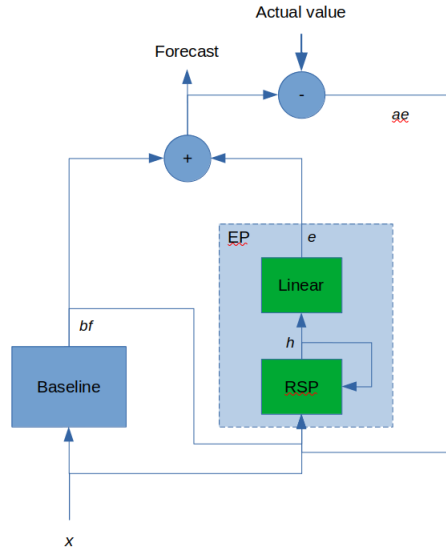 Actual value
Forecast
-
ae
+
EP
e
Linear
bf
h
Baseline
RSP
x